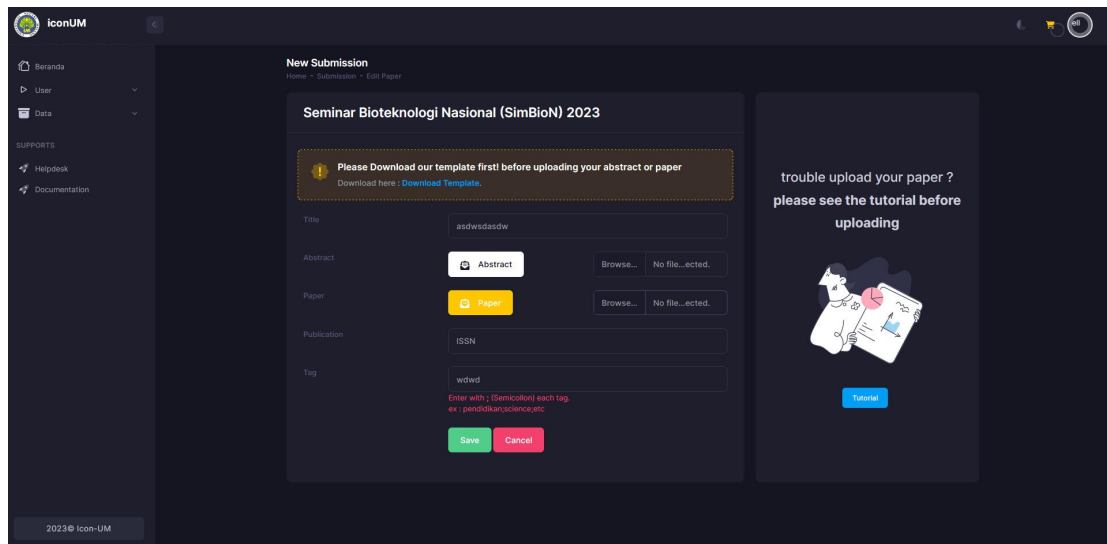 iconUM
ell
Beranda
User
Data
SUPPORTS
Helpdesk
Documentation
2023© Icon-UM
New Submission
Home - Submission - Edit Paper
Seminar Bioteknologi Nasional (SimBioN) 2023
Please Download our template first! before uploading your abstract or paper
Download here : Download Template.
Title
asdwsdasdw
Abstract
Abstract
Browse... No file...ected.
Paper
Paper
Browse... No file...ected.
Publication
ISSN
Tag
wdwd
Enter with ; (Semicollon) each tag.
ex : pendidikan;science;etc
Save
Cancel
trouble upload your paper ?
please see the tutorial before
uploading
Tutorial